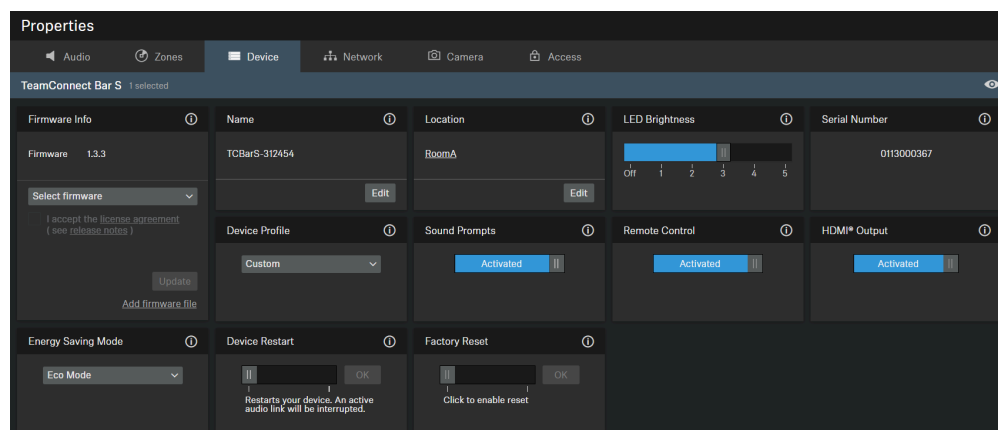 Properties
Audio
Zones
Device
Network
Camera
Access
TeamConnect Bar S 1 selected
Firmware Info
Name
Location
LED Brightness
Serial Number
Firmware 1.3.3
TCBarS-312454
RoomA
Off 1 2 3 4 5
0113000367
Select firmware
Edit
Edit
I accept the license agreement
( see release notes )
Update
Add firmware file
Device Profile
Sound Prompts
Remote Control
HDMI® Output
Custom
Activated
Activated
Activated
Energy Saving Mode
Device Restart
Factory Reset
Eco Mode
OK
Restarts your device. An active
audio link will be interrupted.
OK
Click to enable reset